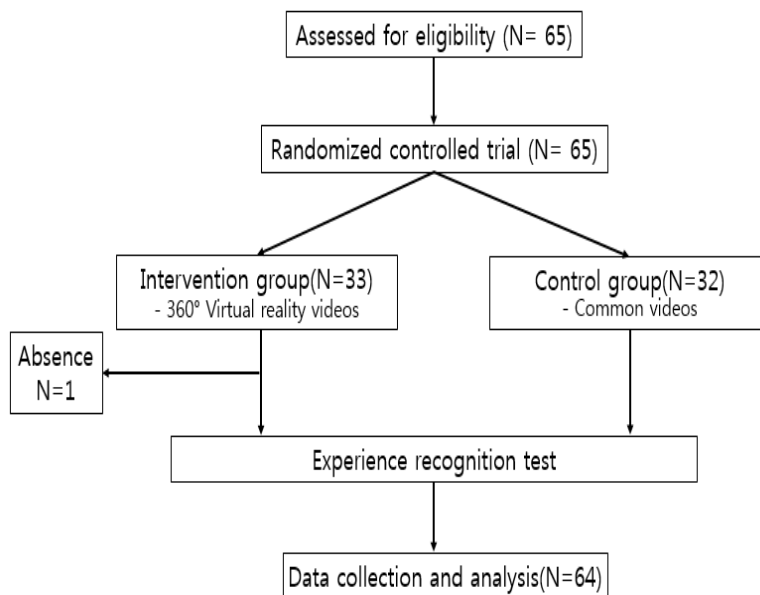 Assessed for eligibility (N= 65)
Randomized controlled trial (N= 65)
Intervention group(N=33)
- 360° Virtual reality videos
Control group(N=32)
- Common videos
Absence
N=1
Experience recognition test
Data collection and analysis(N=64)